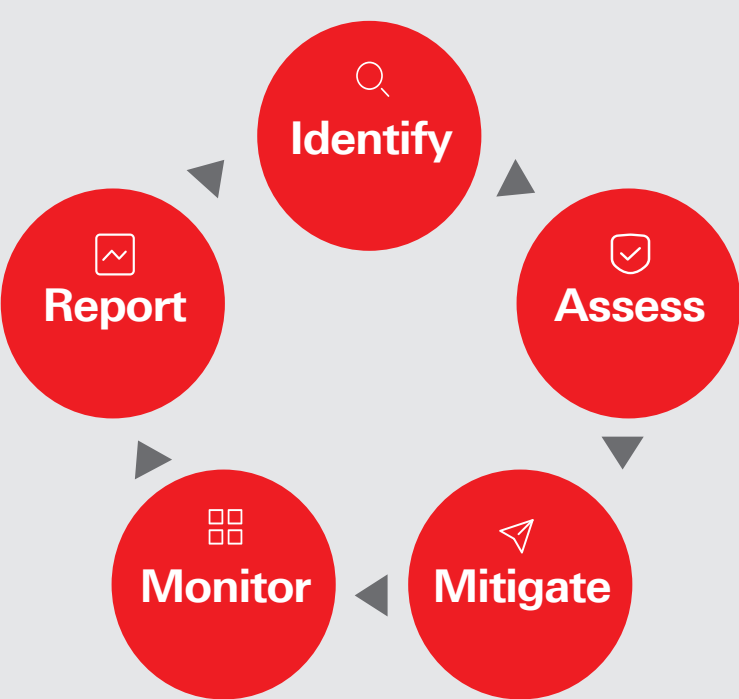 Identify
Assess
Mitigate
Monitor
Report